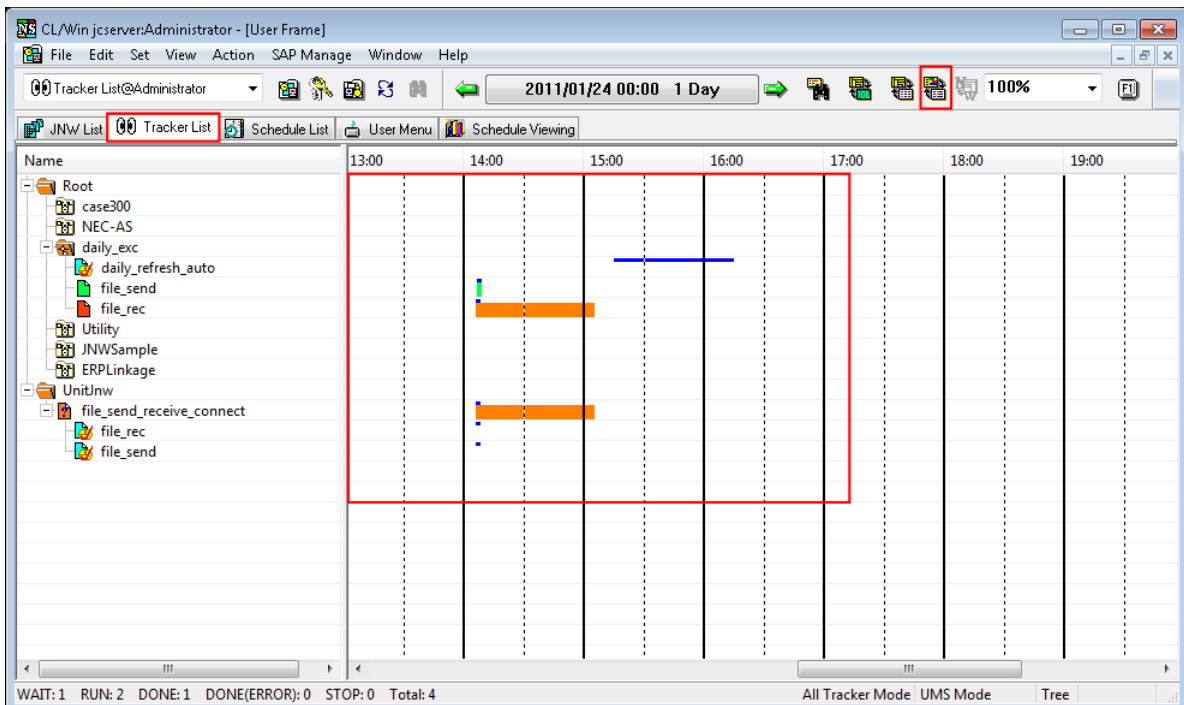 CL/Win jcserver:Administrator - [User Frame]
File Edit Set View Action SAP Manage Window Help
Tracker List@Administrator 2011/01/24 00:00 1 Day 100% F1
JNW List Tracker List Schedule List User Menu Schedule Viewing
Name 13:00 14:00 15:00 16:00 17:00 18:00 19:00
Root
case300
NEC-AS
daily_exc
daily_refresh_auto
file_send
file_rec
Utility
JNWSample
ERPLinkage
UnitJnw
file_send_receive_connect
file_rec
file_send
WAIT: 1 RUN: 2 DONE: 1 DONE(ERROR): 0 STOP: 0 Total: 4 All Tracker Mode UMS Mode Tree